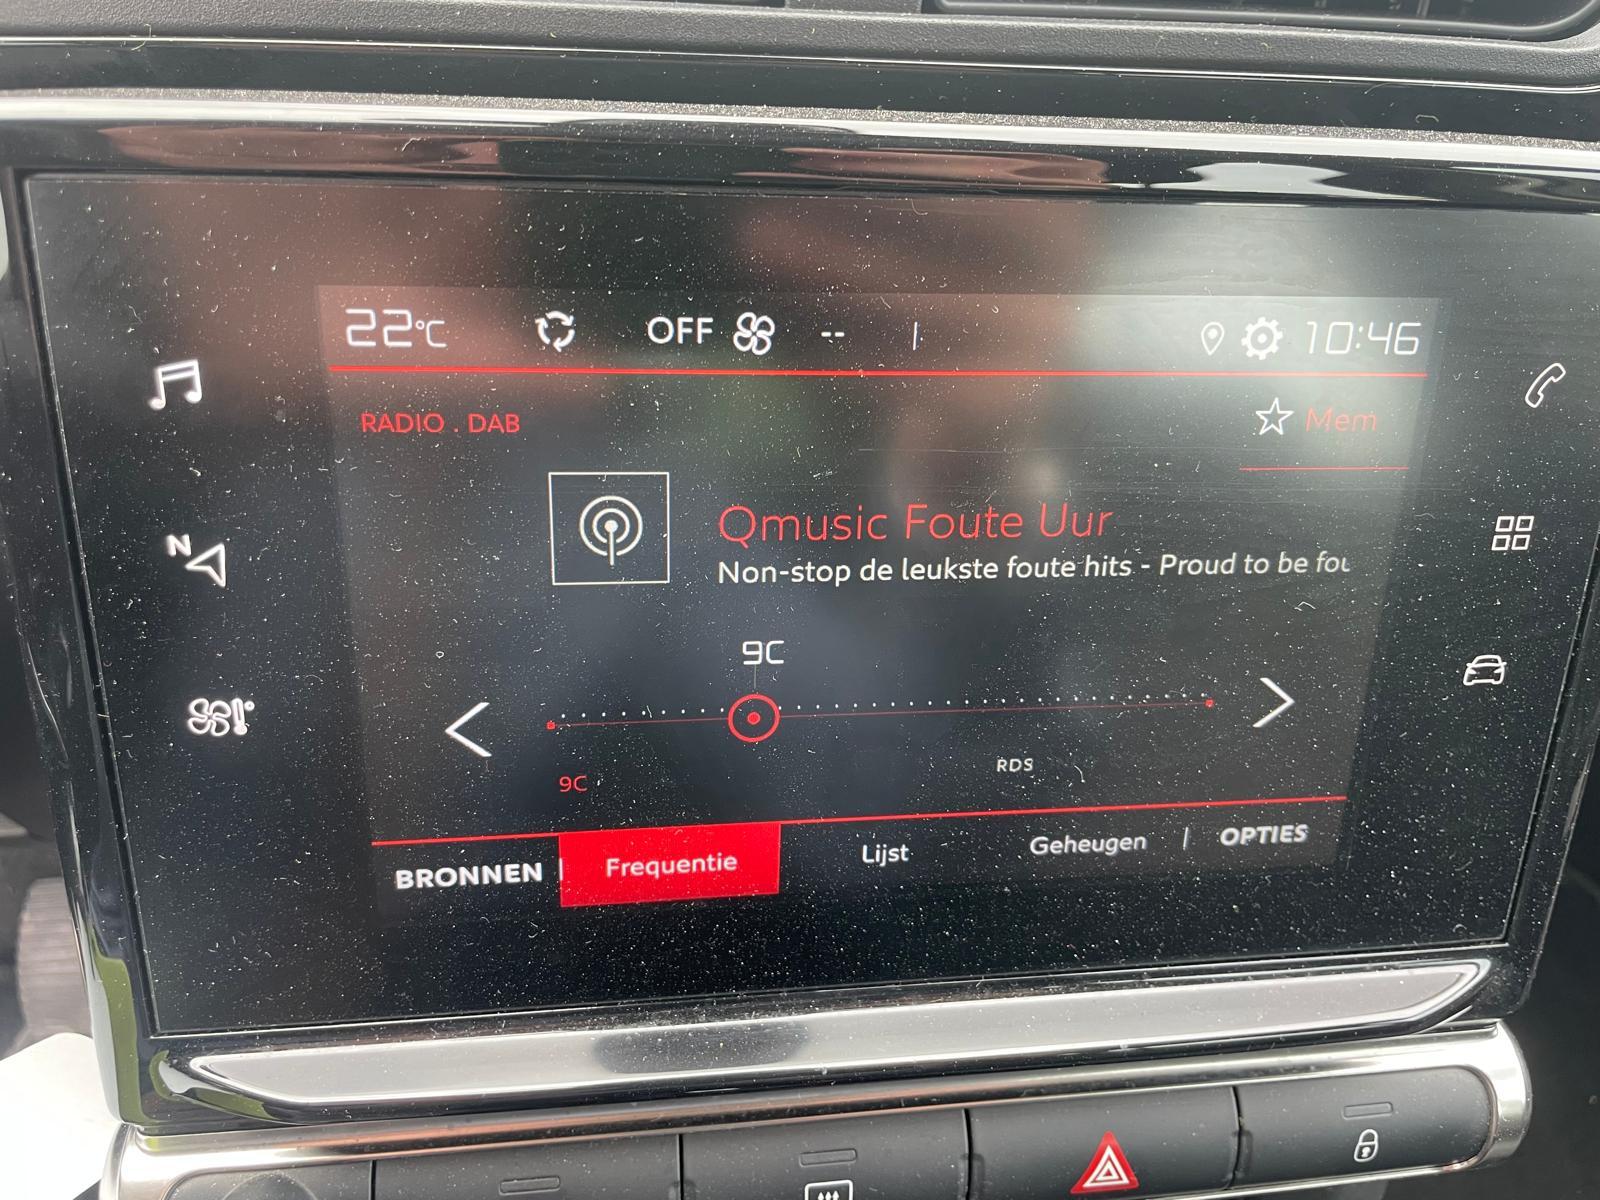 22°C OFF -- 10:46
RADIO . DAB
Mem
Qmusic Foute Uur
Non-stop de leukste foute hits - Proud to be fou
9C
N
9C
RDS
BRONNEN Frequentie Lijst Geheugen OPTIES